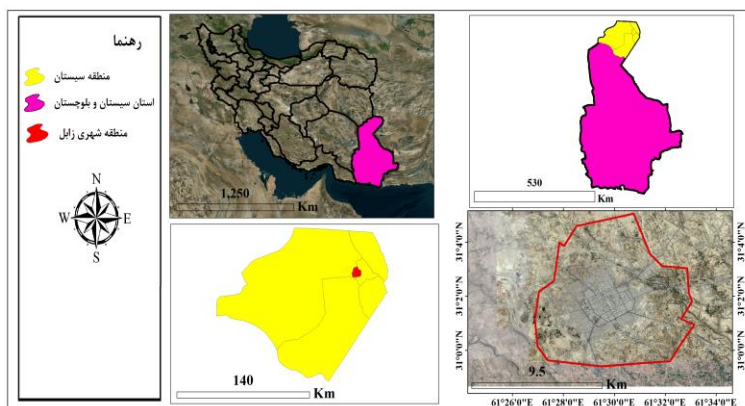 رهنما
منطقه سیستان
استان سیستان و بلوچستان
منطقه شهری زابل
N
W E
S
1,250
Km
530
Km
140
Km
31°4'0"N
31°2'0"N
31°0'0"N
31°4'0"N
31°2'0"N
31°0'0"N
9.5
Km
61°26'0"E 61°28'0"E 61°30'0"E 61°32'0"E 61°34'0"E